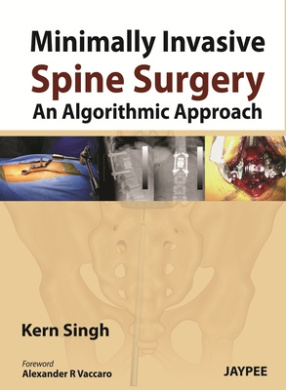 Minimally Invasive
Spine Surgery
An Algorithmic Approach
Kern Singh
Foreword
Alexander R Vaccaro
JAYPEE